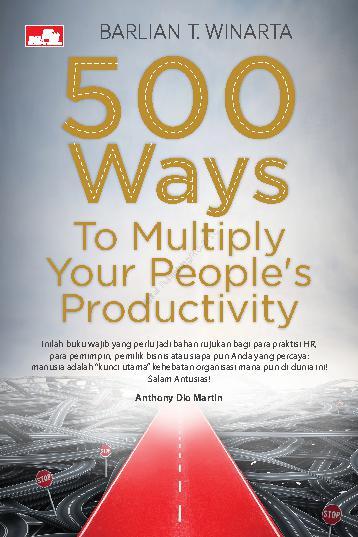 BARLIAN T. WINARTA
500
Ways
To Multiply
Your People's
Productivity
Inilah buku wajib yang perlu jadi bahan rujukan bagi para praktisi HR,
para pemimpin, pemilik bisnis atau siapa pun Anda yang percaya:
manusia adalah "kunci utama" kehebatan organisasi mana pun di dunia ini!
Salam Antusias!
Anthony Dio Martin
STOP
STOP
STOP